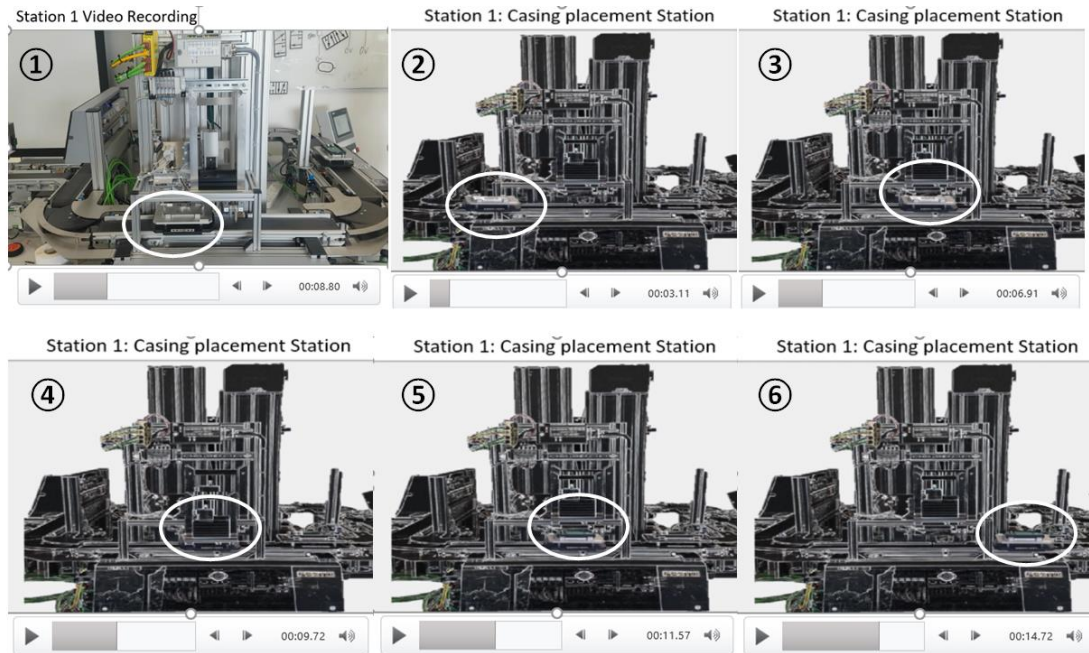 Station 1 Video Recording
①
00:08.80
Station 1: Casing placement Station
②
00:03.11
Station 1: Casing placement Station
③
00:06.91
Station 1: Casing placement Station
④
00:09.72
Station 1: Casing placement Station
⑤
00:11.57
Station 1: Casing placement Station
⑥
00:14.72